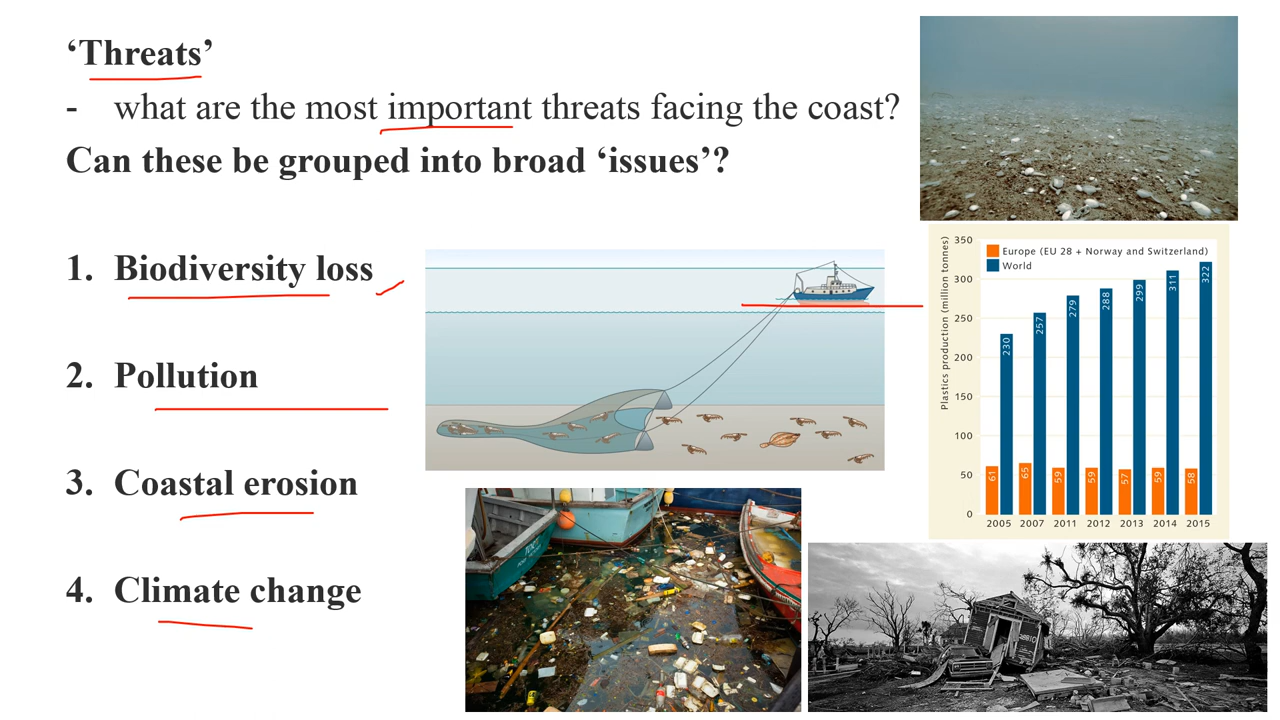 ‘Threats’
- what are the most important threats facing the coast?
Can these be grouped into broad ‘issues’?
1. Biodiversity loss
2. Pollution
3. Coastal erosion
4. Climate change
Plastics production (million tonnes)
Europe (EU 28 + Norway and Switzerland)
World
350
300
250
200
150
100
50
0
61 230 65 257 59 279 59 288 57 299 59 311 58 322
2005 2007 2011 2012 2013 2014 2015